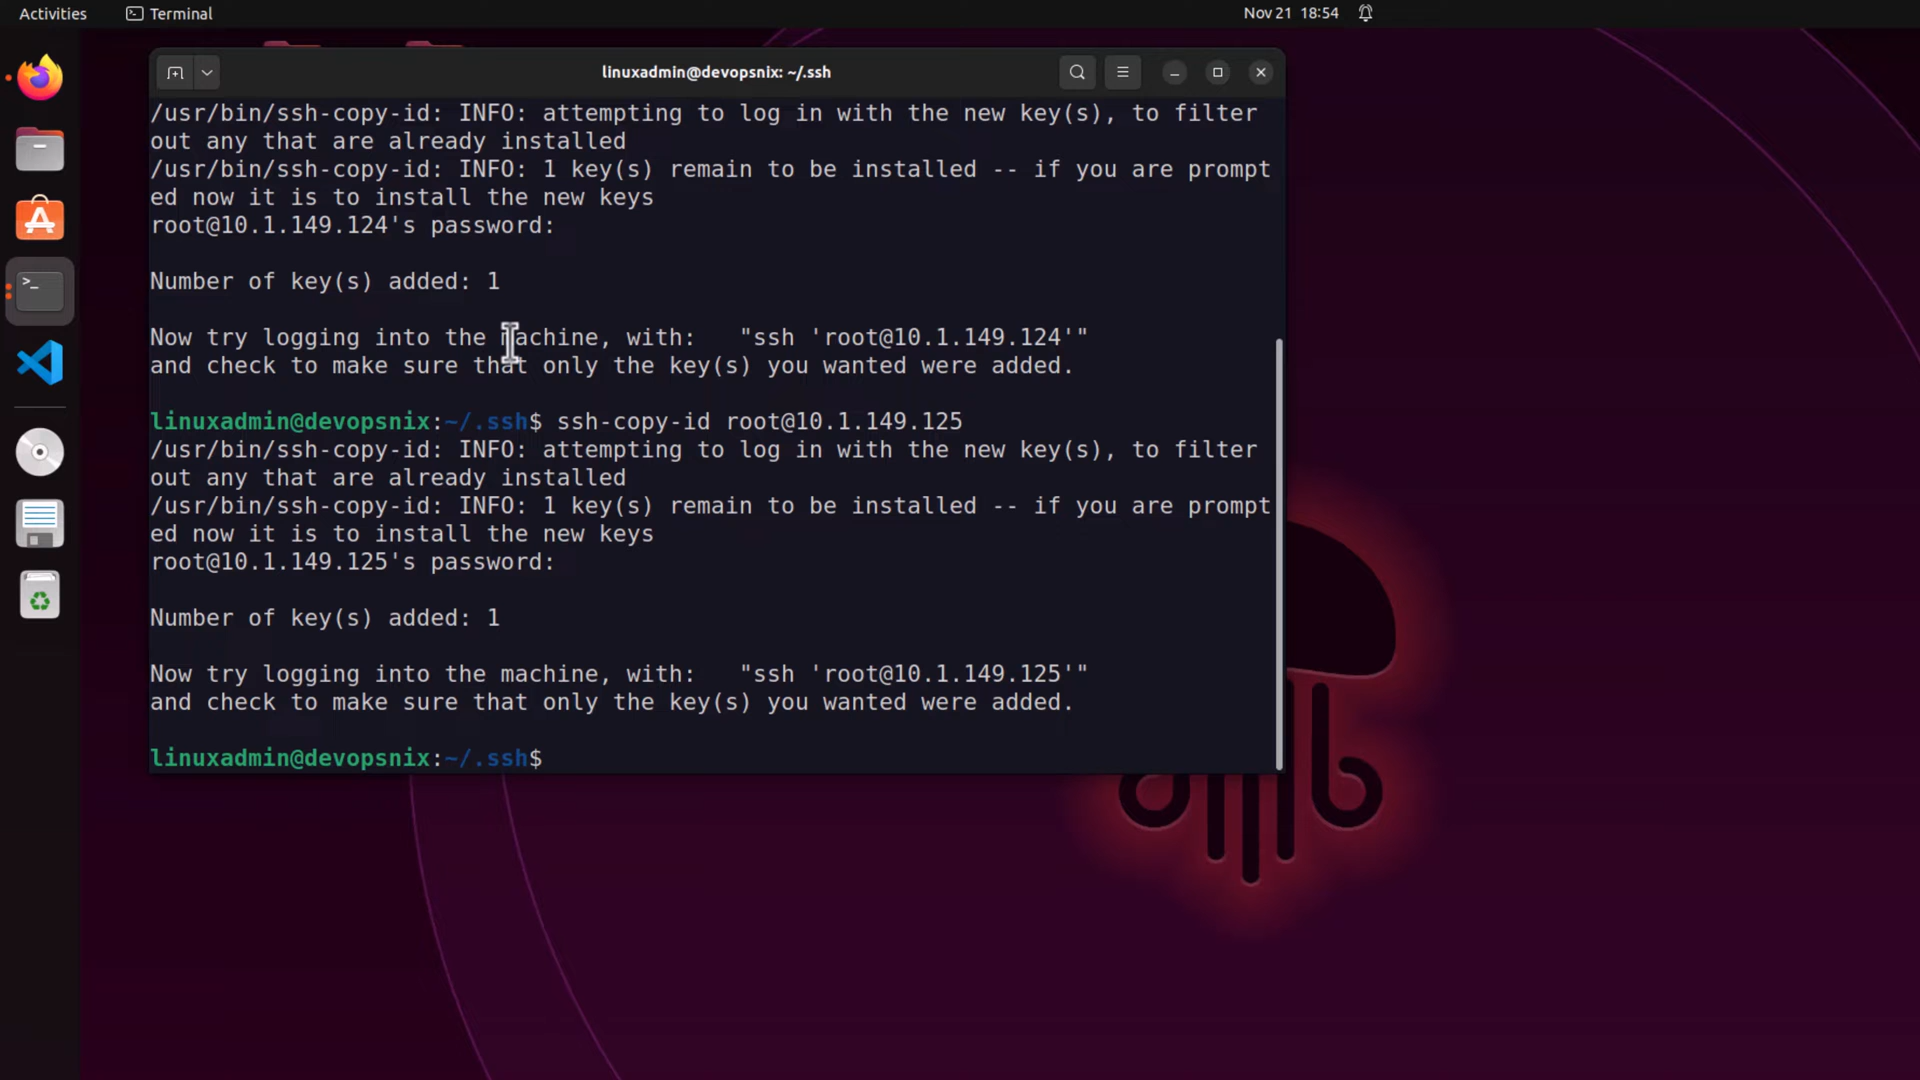 Activities
Terminal
Nov 21 18:54
linuxadmin@devopsnix: ~/.ssh
/usr/bin/ssh-copy-id: INFO: attempting to log in with the new key(s), to filter
out any that are already installed
/usr/bin/ssh-copy-id: INFO: 1 key(s) remain to be installed -- if you are prompt
ed now it is to install the new keys
root@10.1.149.124's password:
Number of key(s) added: 1
Now try logging into the machine, with:   "ssh 'root@10.1.149.124'"
and check to make sure that only the key(s) you wanted were added.
linuxadmin@devopsnix:~/.ssh$ ssh-copy-id root@10.1.149.125
/usr/bin/ssh-copy-id: INFO: attempting to log in with the new key(s), to filter
out any that are already installed
/usr/bin/ssh-copy-id: INFO: 1 key(s) remain to be installed -- if you are prompt
ed now it is to install the new keys
root@10.1.149.125's password:
Number of key(s) added: 1
Now try logging into the machine, with:   "ssh 'root@10.1.149.125'"
and check to make sure that only the key(s) you wanted were added.
linuxadmin@devopsnix:~/.ssh$